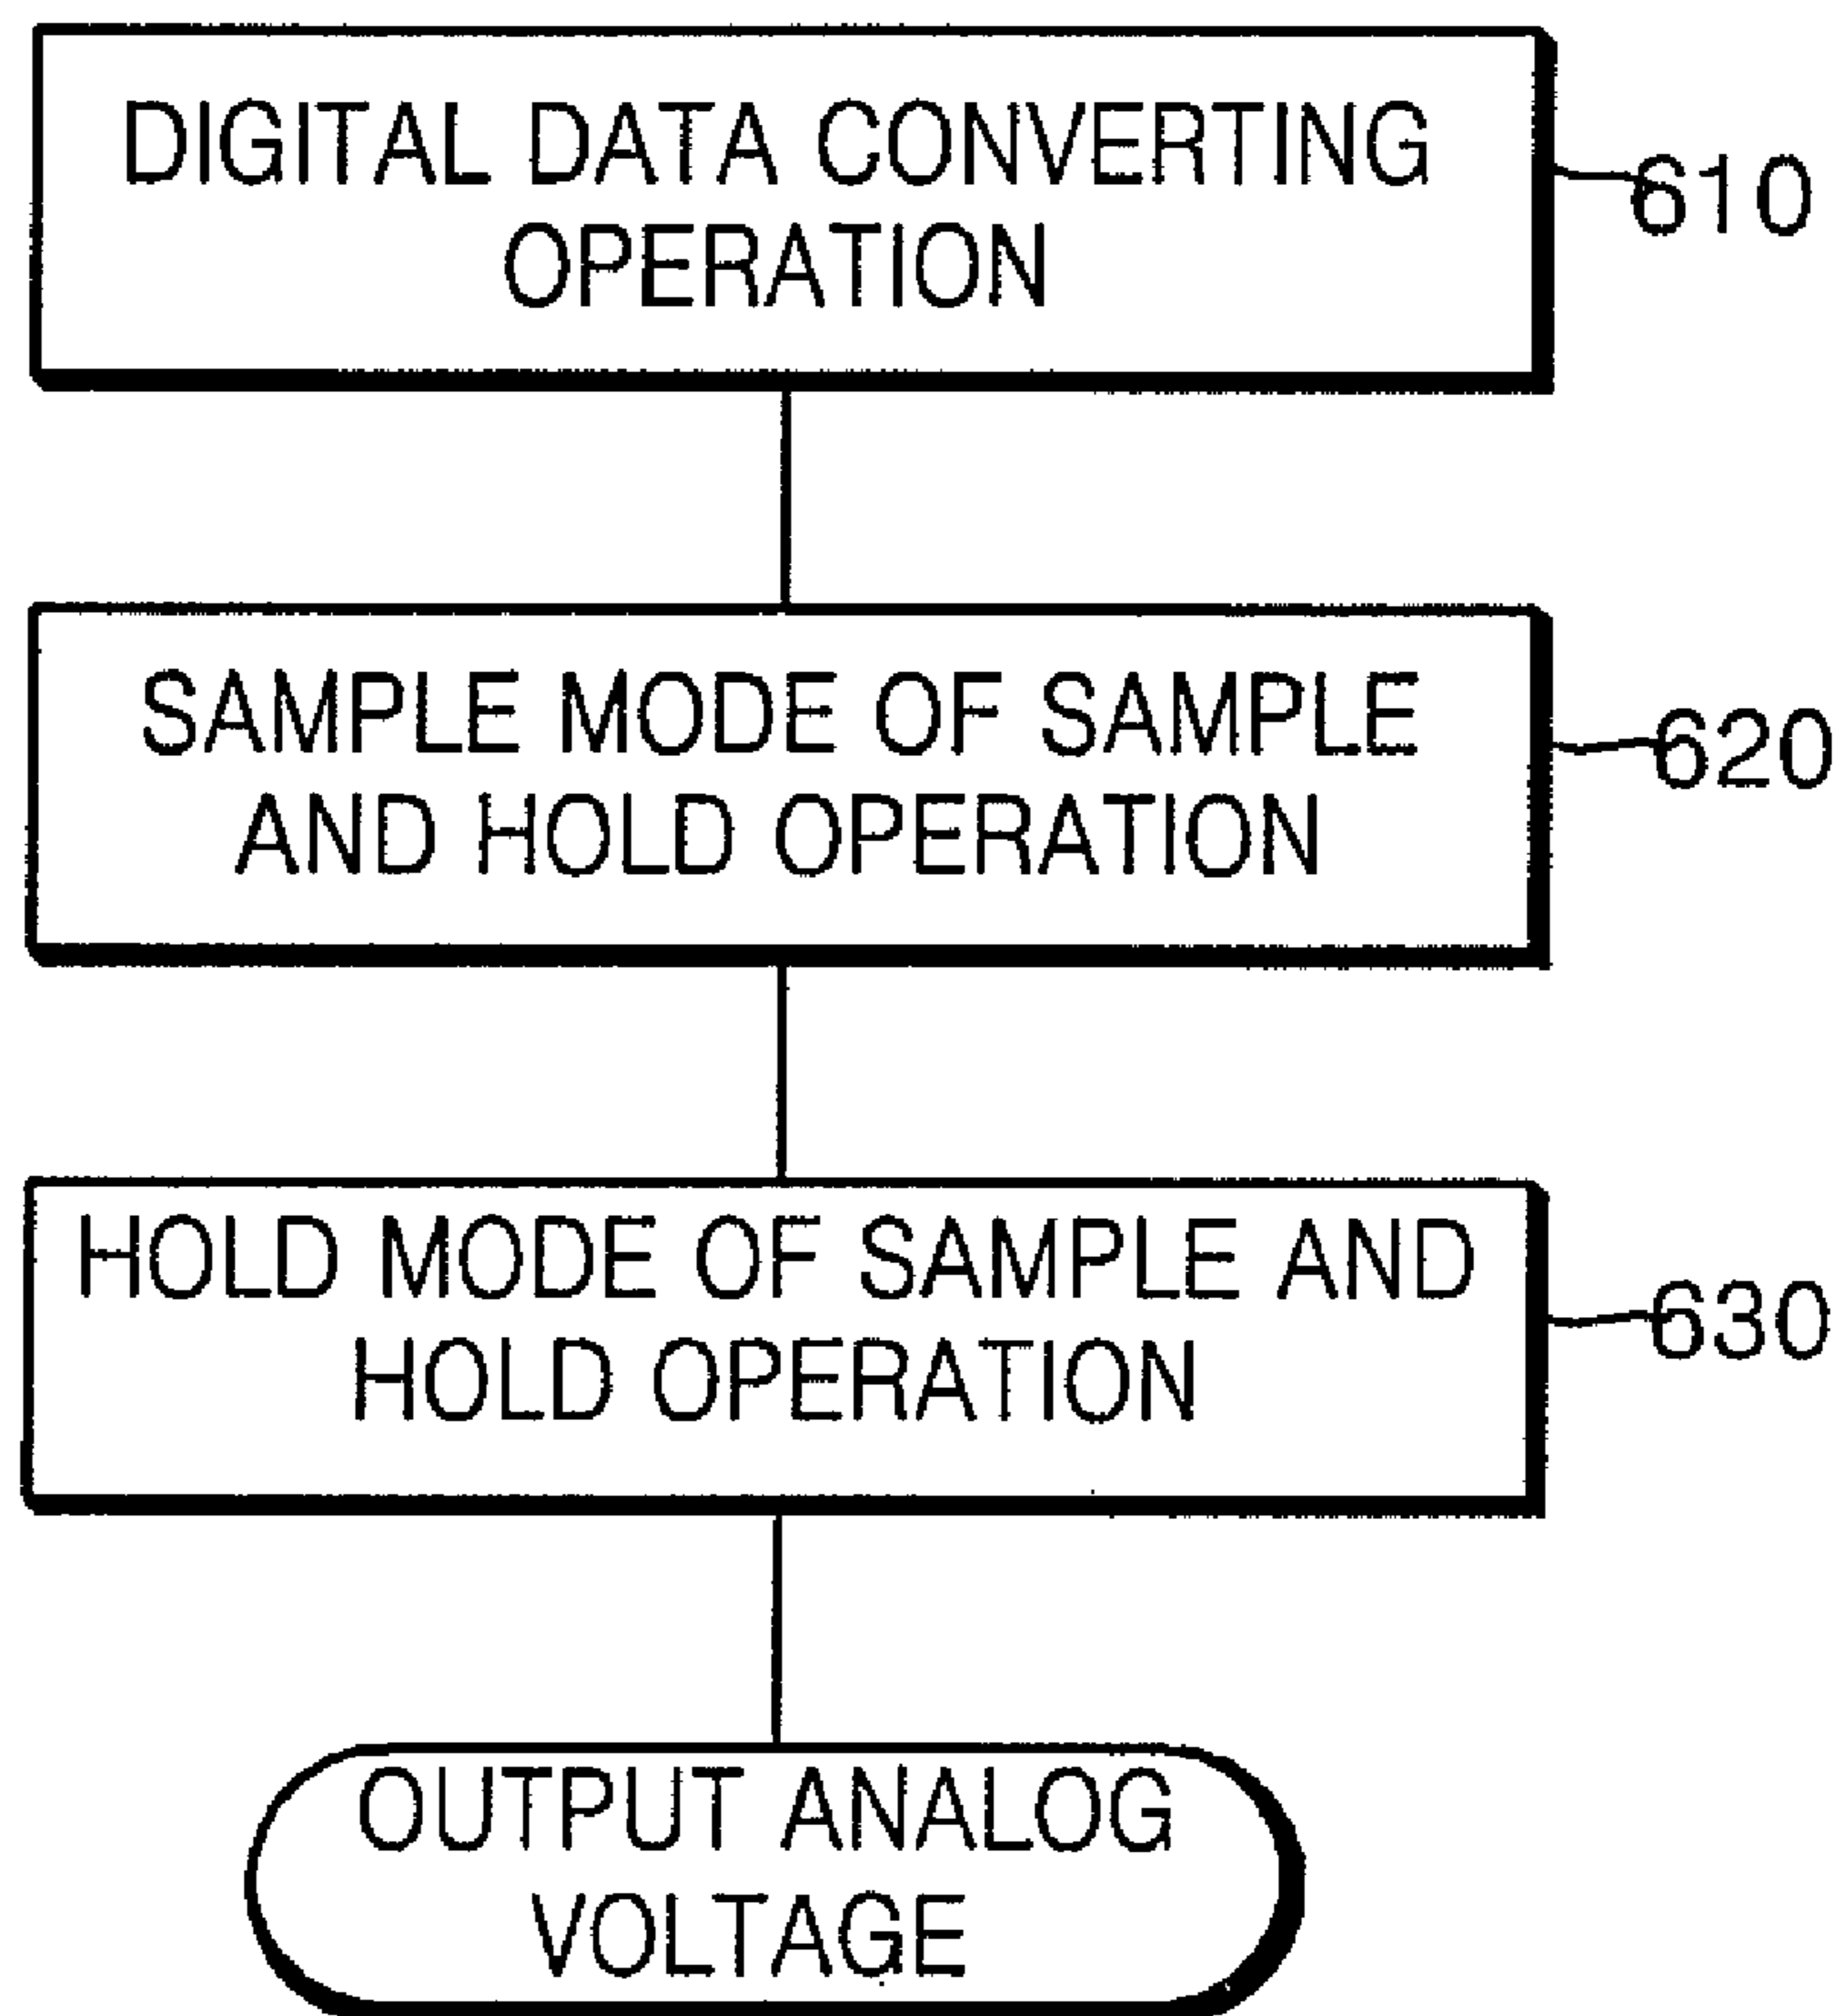 DIGITAL DATA CONVERTING
OPERATION
610
SAMPLE MODE OF SAMPLE
AND HOLD OPERATION
620
HOLD MODE OF SAMPLE AND
HOLD OPERATION
630
OUTPUT ANALOG
VOLTAGE